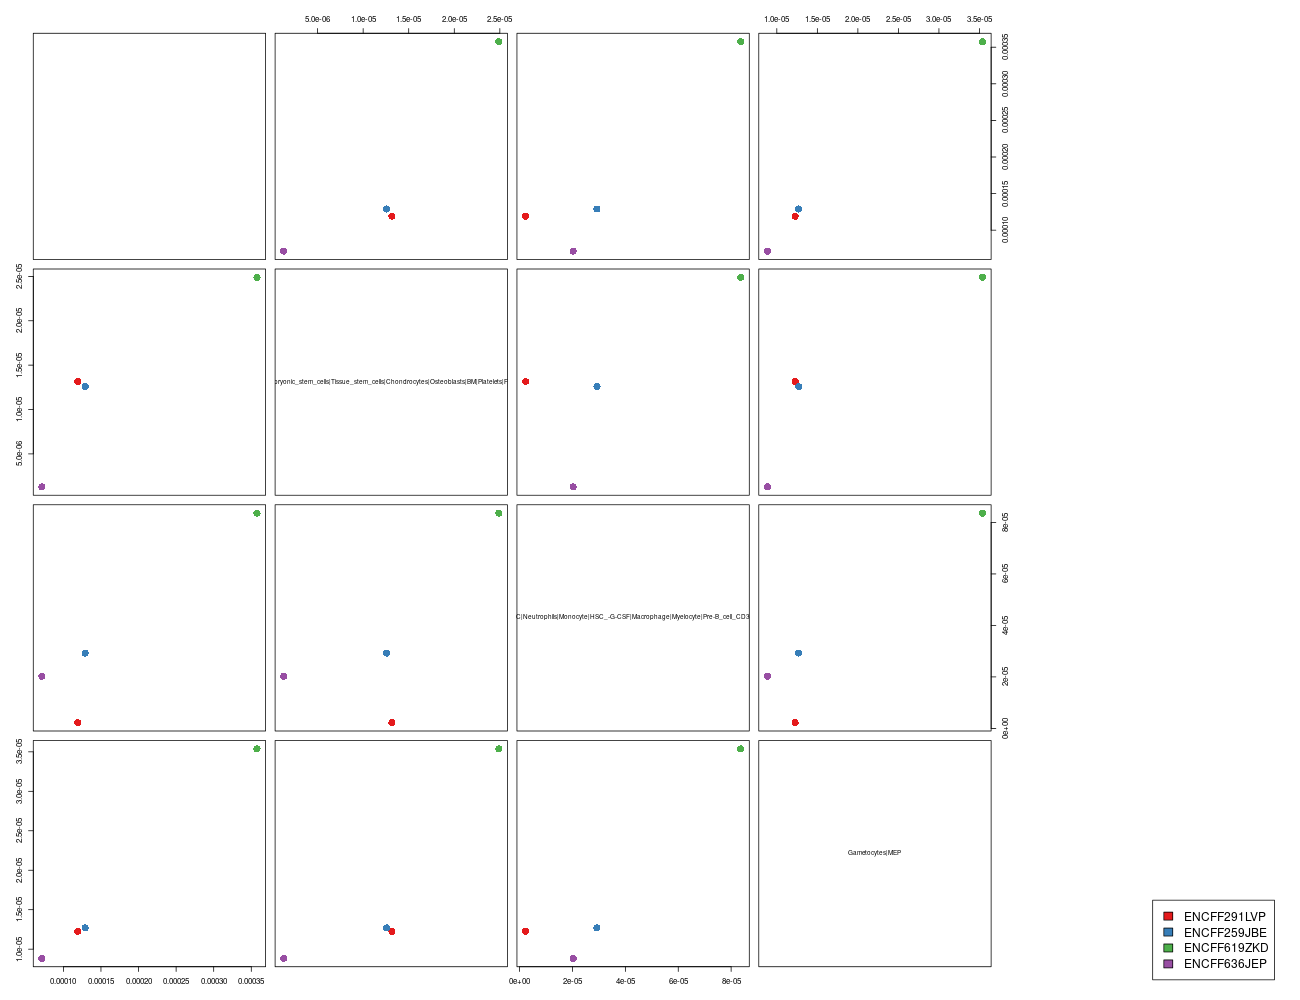 5.0e-06 1.0e-05 1.5e-05 2.0e-05 2.5e-05
1.0e-05 1.5e-05 2.0e-05 2.5e-05 3.0e-05 3.5e-05
0.00010 0.00015 0.00020 0.00025 0.00030 0.00035
5.0e-06 1.0e-05 1.5e-05 2.0e-05 2.5e-05
oryonic_stem_cells|Tissue_stem_cells|Chondrocytes|Osteoblasts|BM|Platelets|F
C|Neutrophils|Monocyte|HSC_-G-CSF|Macrophage|Myelocyte|Pre-B_cell_CD3
0e+00 2e-05 4e-05 6e-05 8e-05
1.0e-05 1.5e-05 2.0e-05 2.5e-05 3.0e-05 3.5e-05
Gametocytes|MEP
0.00010 0.00015 0.00020 0.00025 0.00030 0.00035
0e+00 2e-05 4e-05 6e-05 8e-05
ENCFF291LVP
ENCFF259JBE
ENCFF619ZKD
ENCFF636JEP